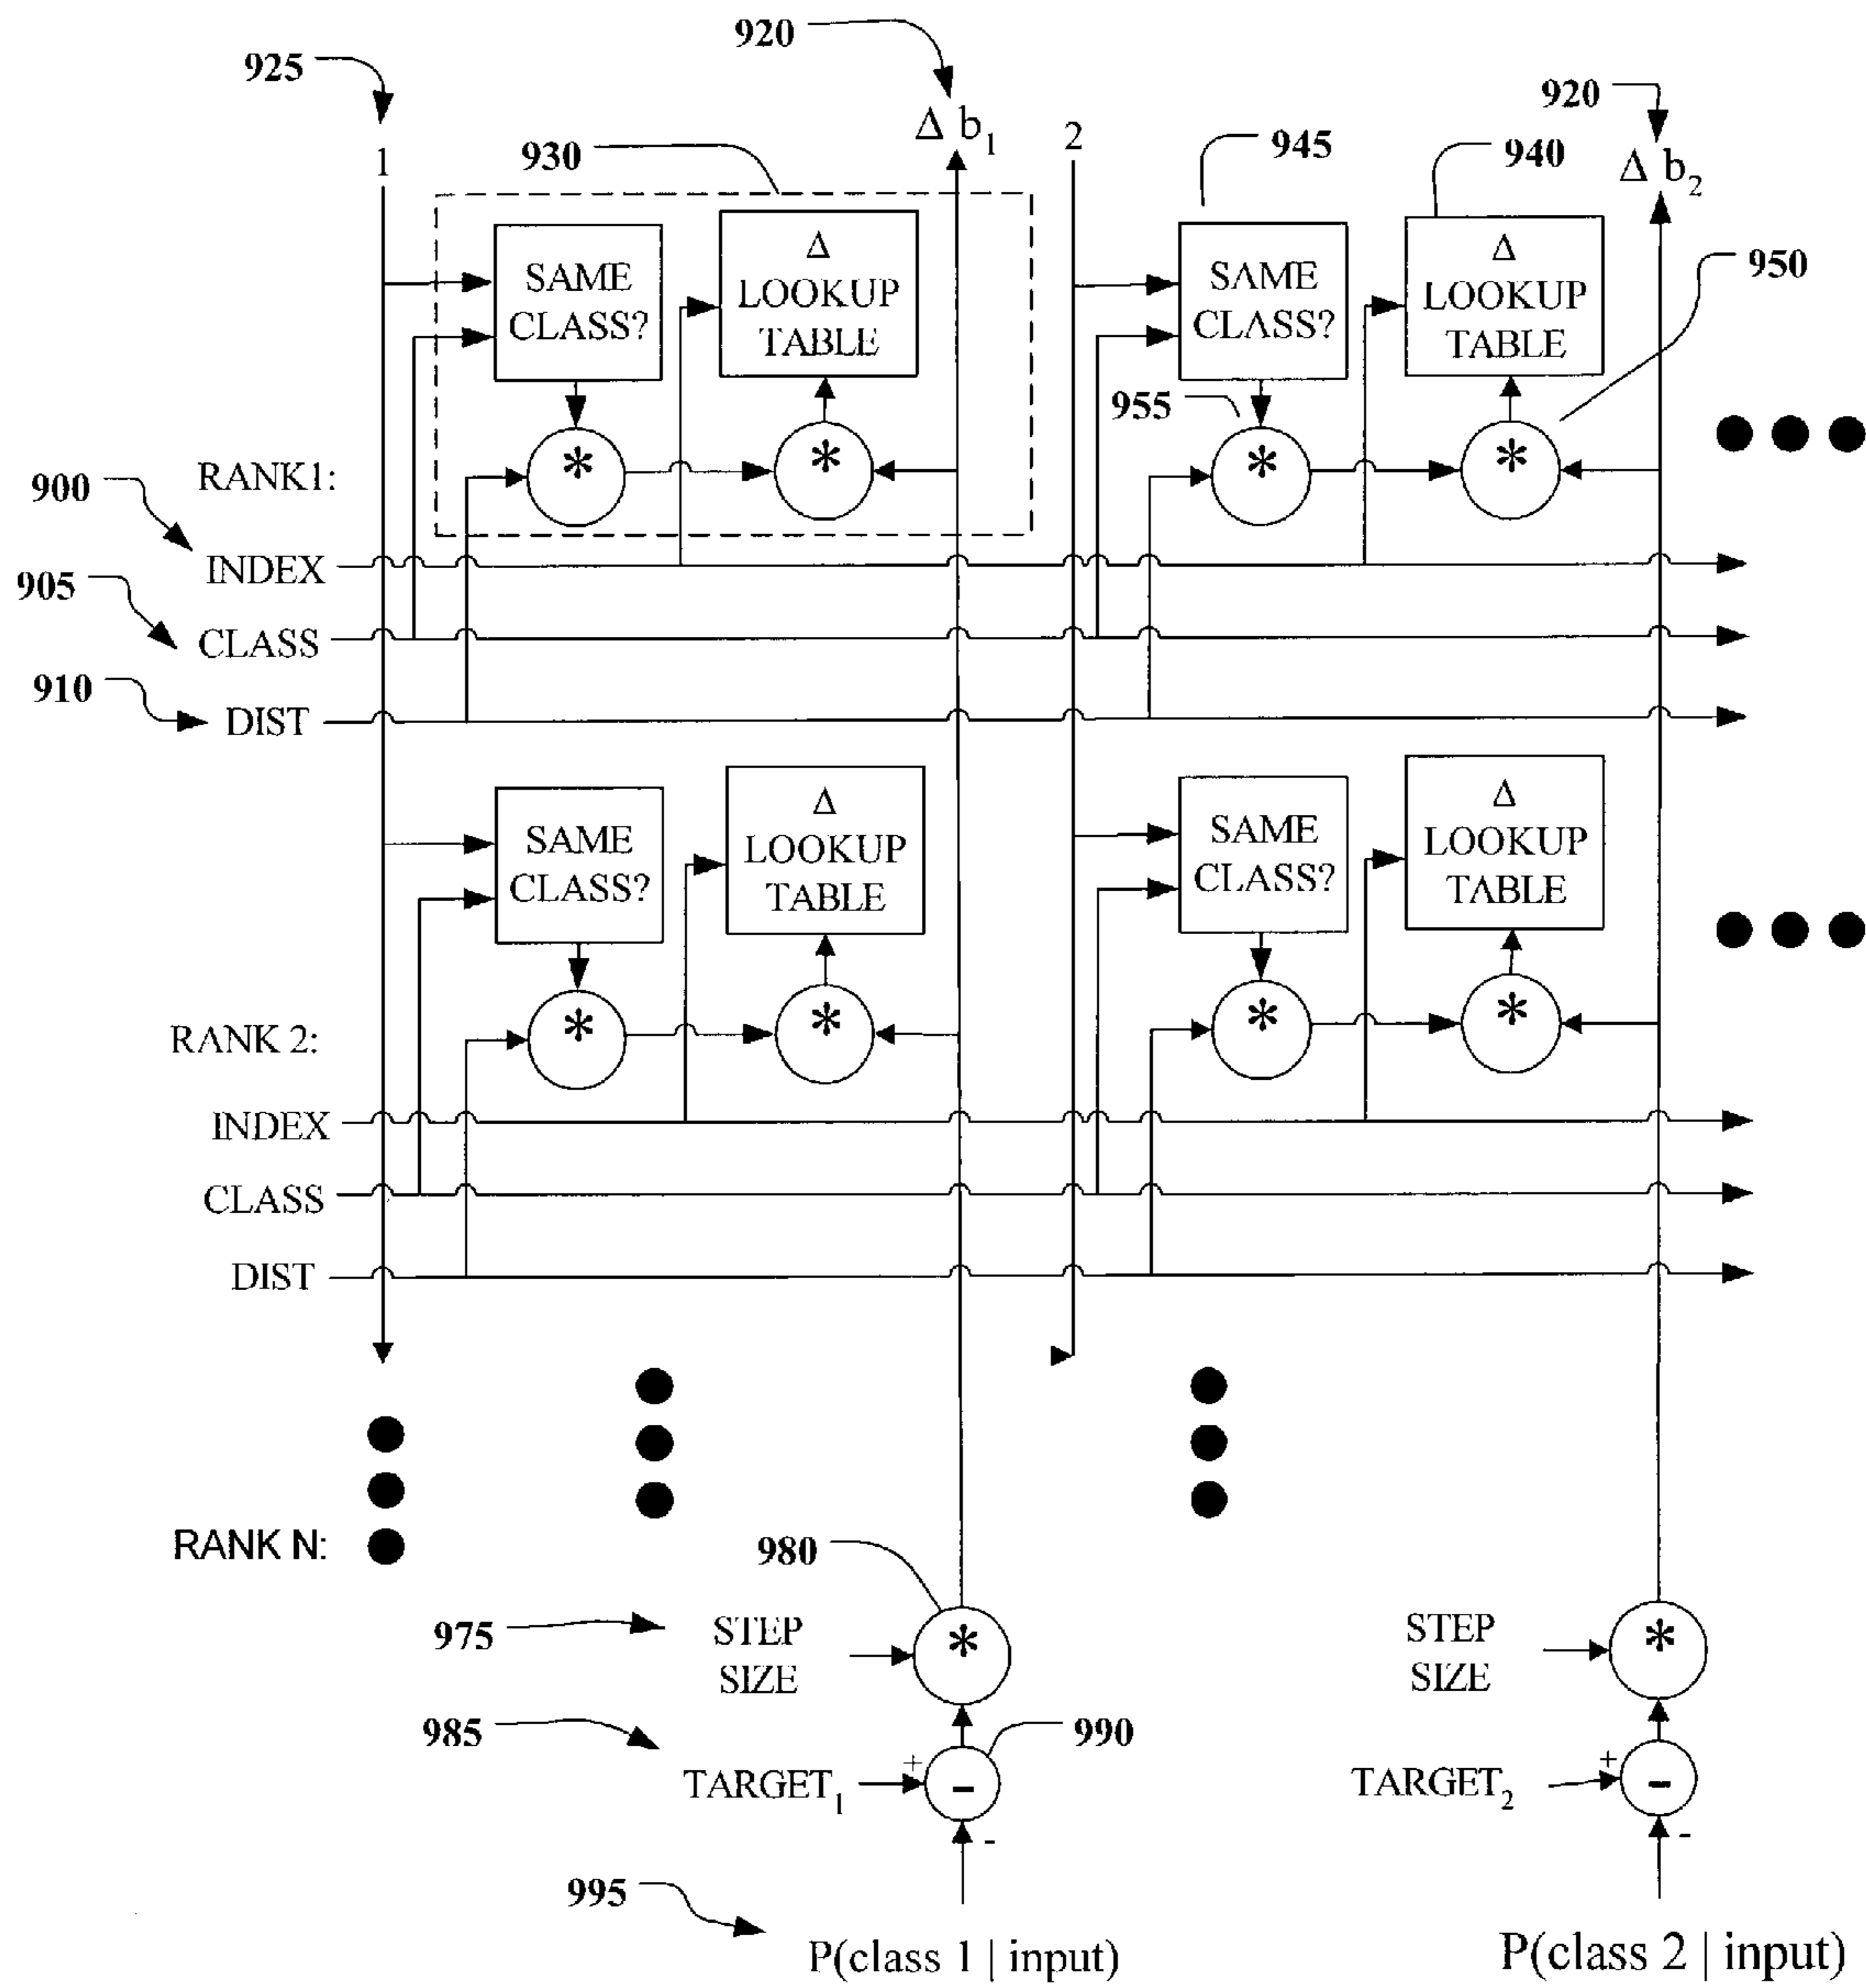 920
925
920
Δ b1
1
930
2
945
940
Δ b2
SAME CLASS?
Δ LOOKUP TABLE
SAME CLASS?
Δ LOOKUP TABLE
950
955
*
*
*
*
RANK1:
900
INDEX
905
CLASS
910
DIST
SAME CLASS?
Δ LOOKUP TABLE
SAME CLASS?
Δ LOOKUP TABLE
*
*
*
*
RANK 2:
INDEX
CLASS
DIST
RANK N:
980
975
STEP SIZE
*
STEP SIZE
*
985
990
TARGET1
+
-
-
TARGET2
+
-
-
995
P(class 1 | input)
P(class 2 | input)